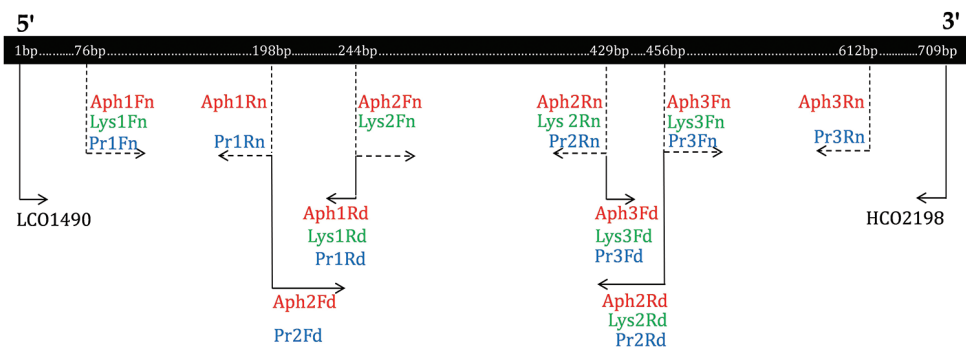 5' 3'
1bp...........76bp.......................................198bp..............244bp.........................................................429bp.........456bp...........................................612bp............709bp
Aph1Fn Aph1Rn Aph2Fn Aph2Rn Aph3Fn Aph3Rn
Lys1Fn Lys2Fn Lys 2Rn Lys3Fn
Pr1Fn Pr1Rn Pr2Rn Pr3Fn Pr3Rn
LCO1490 Aph1Rd Aph3Fd HCO2198
Lys1Rd Lys3Fd
Pr1Rd Pr3Fd
Aph2Fd Aph2Rd
Lys2Rd
Pr2Fd Pr2Rd